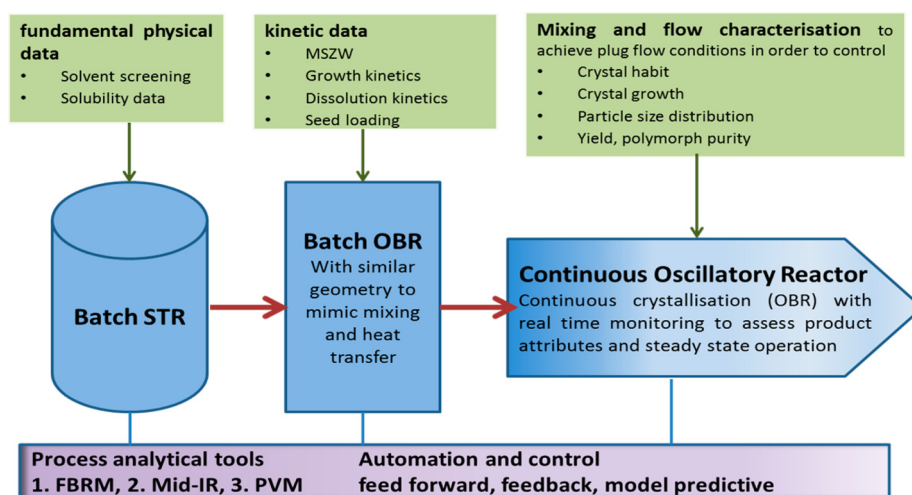 fundamental physical
data
• Solvent screening
• Solubility data
kinetic data
• MSZW
• Growth kinetics
• Dissolution kinetics
• Seed loading
Mixing and flow characterisation to
achieve plug flow conditions in order to control
• Crystal habit
• Crystal growth
• Particle size distribution
• Yield, polymorph purity
Batch STR
Batch OBR
With similar
geometry to
mimic mixing
and heat
transfer
Continuous Oscillatory Reactor
Continuous crystallisation (OBR) with
real time monitoring to assess product
attributes and steady state operation
Process analytical tools
1. FBRM, 2. Mid-IR, 3. PVM
Automation and control
feed forward, feedback, model predictive